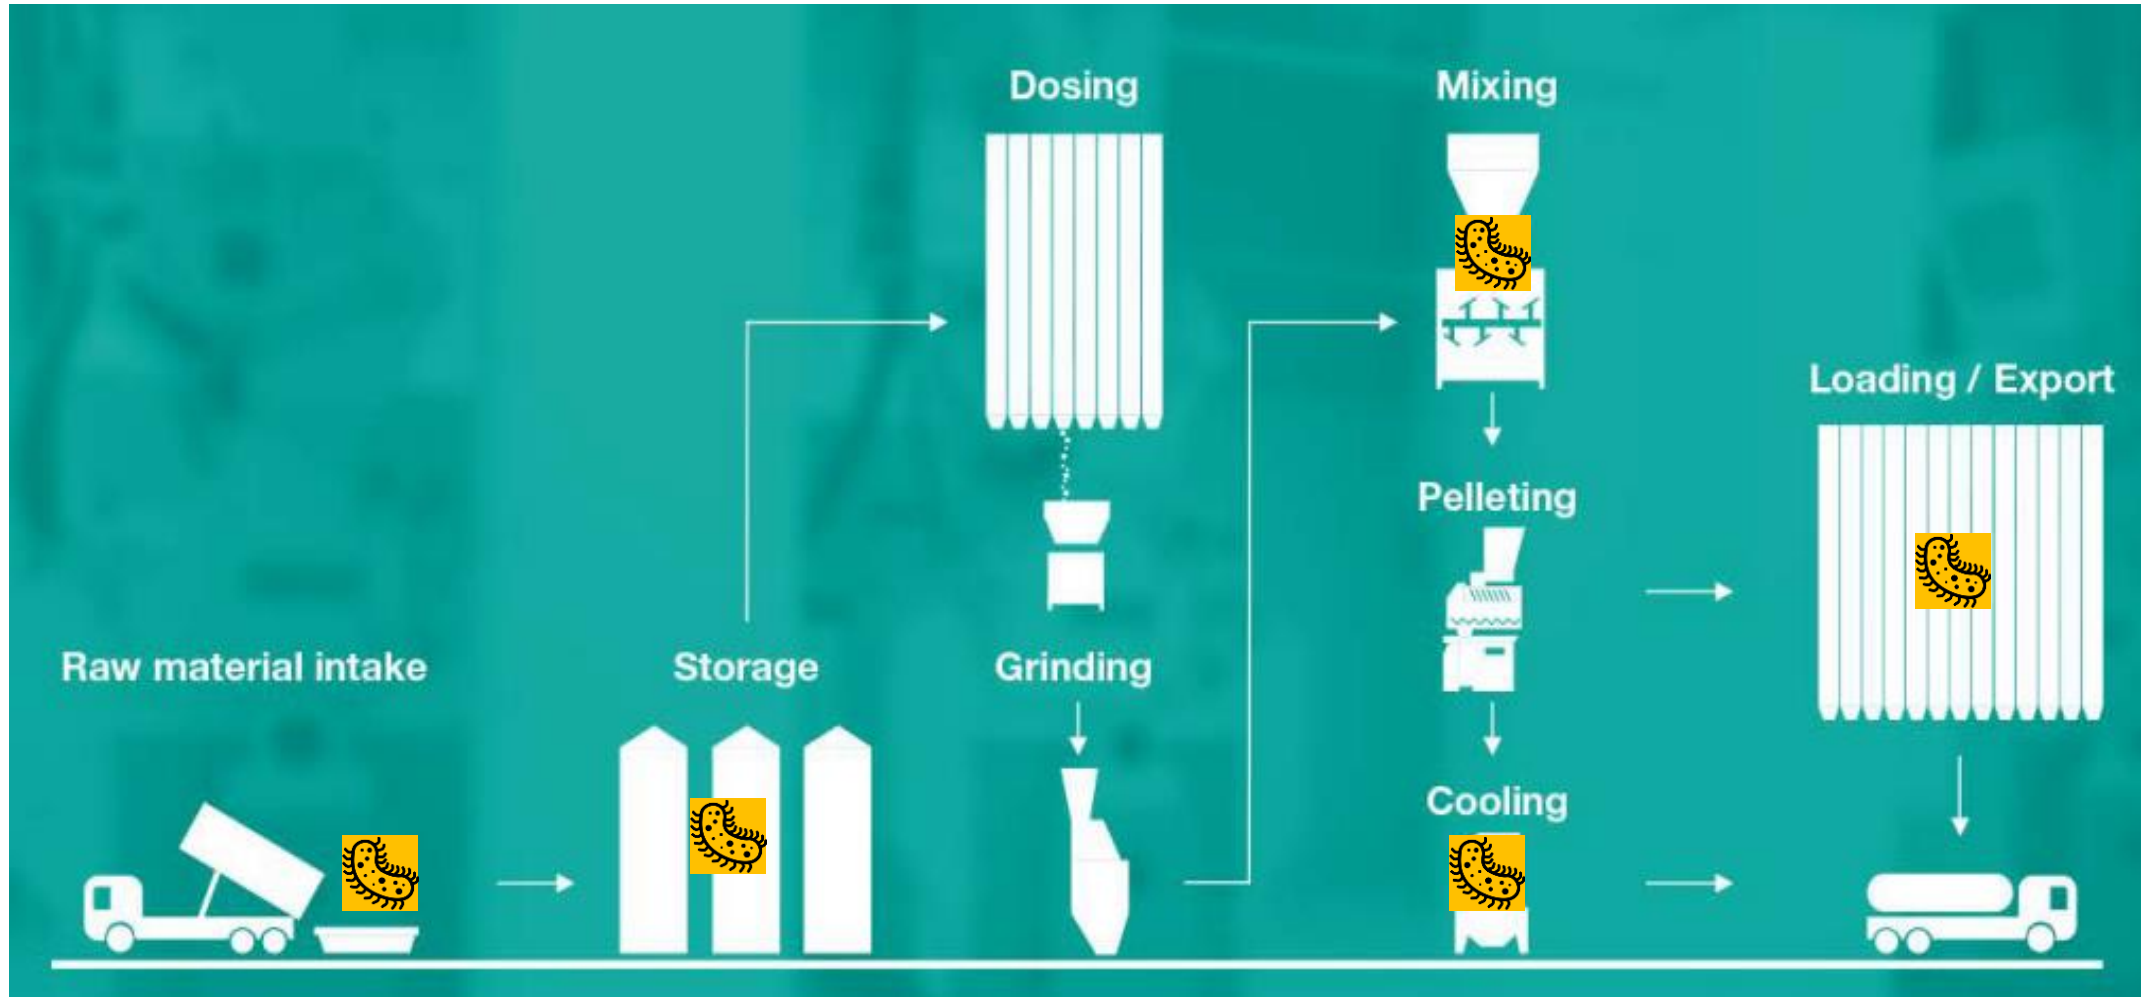 Raw material intake
Storage
Dosing
Grinding
Mixing
Pelleting
Cooling
Loading / Export